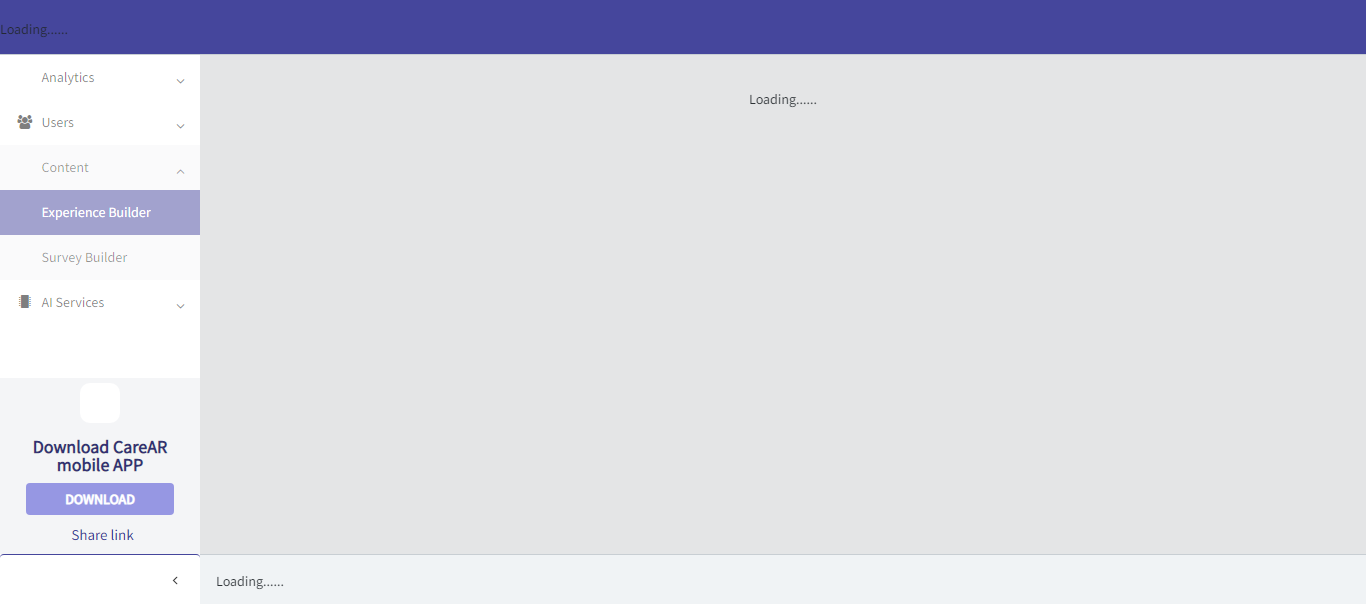 Loading......
Analytics
Users
Content
Experience Builder
Survey Builder
AI Services
Download CareAR
mobile APP
DOWNLOAD
Share link
Loading......
Loading......